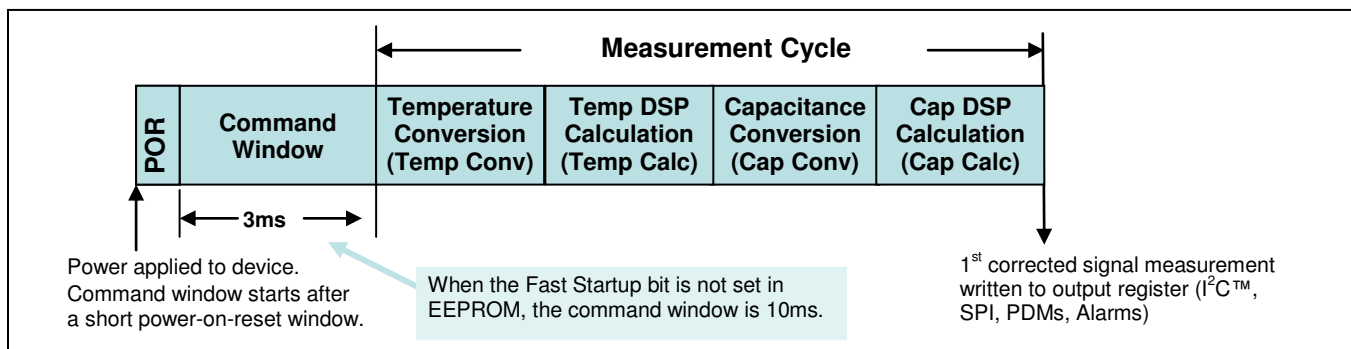 Measurement Cycle
POR
Command
Window
Temperature
Conversion
(Temp Conv)
Temp DSP
Calculation
(Temp Calc)
Capacitance
Conversion
(Cap Conv)
Cap DSP
Calculation
(Cap Calc)
3ms
Power applied to device.
Command window starts after
a short power-on-reset window.
When the Fast Startup bit is not set in
EEPROM, the command window is 10ms.
1st corrected signal measurement
written to output register (I²C™,
SPI, PDMs, Alarms)